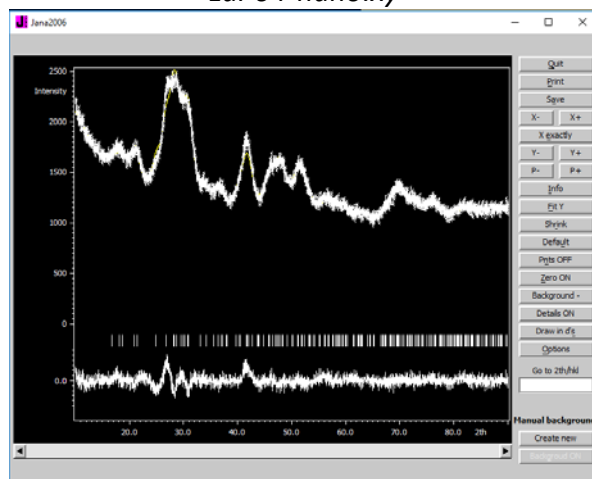 Jana2006
2500
Intensity
2000
1500
1000
500
0
0.0
20.0 30.0 40.0 50.0 60.0 70.0 80.0 2th
Quit
Print
Save
X- X+
X exactly
Y- Y+
P- P+
Info
Fit Y
Shrink
Default
Pnts OFF
Zero ON
Background -
Details ON
Draw in d's
Options
Go to 2th/hkl
Manual background
Create new
Background ON